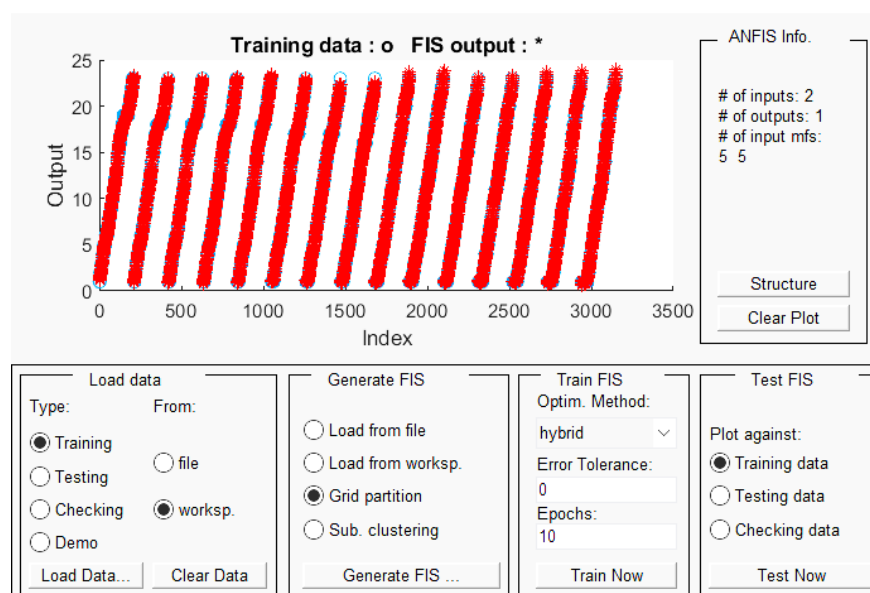 Training data : o   FIS output : *
25
20
15
10
5
0
Output
0 500 1000 1500 2000 2500 3000 3500
Index
ANFIS Info.
# of inputs: 2
# of outputs: 1
# of input mfs:
5  5
Structure
Clear Plot
Load data
Type: From:
Training
Testing
Checking
Demo
file
worksp.
Load Data...
Clear Data
Generate FIS
Load from file
Load from worksp.
Grid partition
Sub. clustering
Generate FIS ...
Train FIS
Optim. Method:
hybrid
Error Tolerance:
0
Epochs:
10
Train Now
Test FIS
Plot against:
Training data
Testing data
Checking data
Test Now